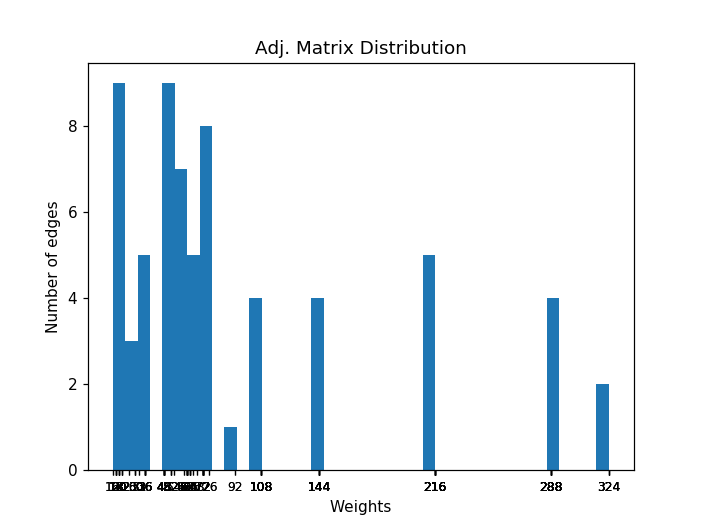 Adj. Matrix Distribution
Number of edges
8
6
4
2
0
92 108 144 216 288 324
Weights